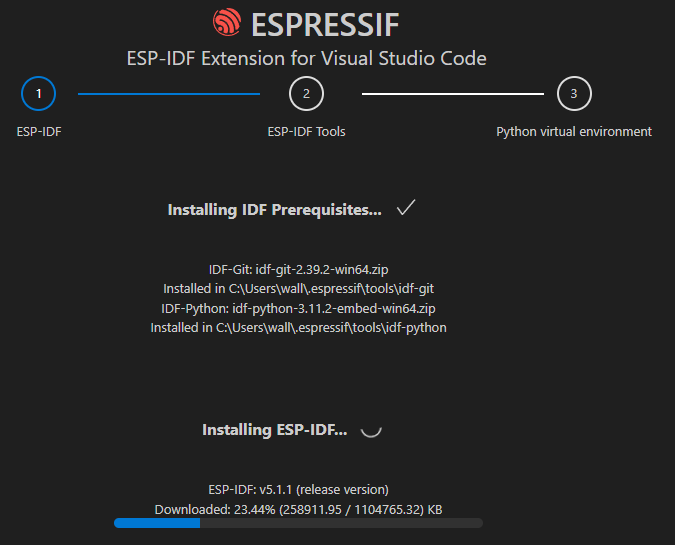 ESPRESSIF
ESP-IDF Extension for Visual Studio Code
1
2
3
ESP-IDF
ESP-IDF Tools
Python virtual environment
Installing IDF Prerequisites...
IDF-Git: idf-git-2.39.2-win64.zip
Installed in C:\Users\wall\.espressif\tools\idf-git
IDF-Python: idf-python-3.11.2-embed-win64.zip
Installed in C:\Users\wall\.espressif\tools\idf-python
Installing ESP-IDF...
ESP-IDF: v5.1.1 (release version)
Downloaded: 23.44% (258911.95 / 1104765.32) KB